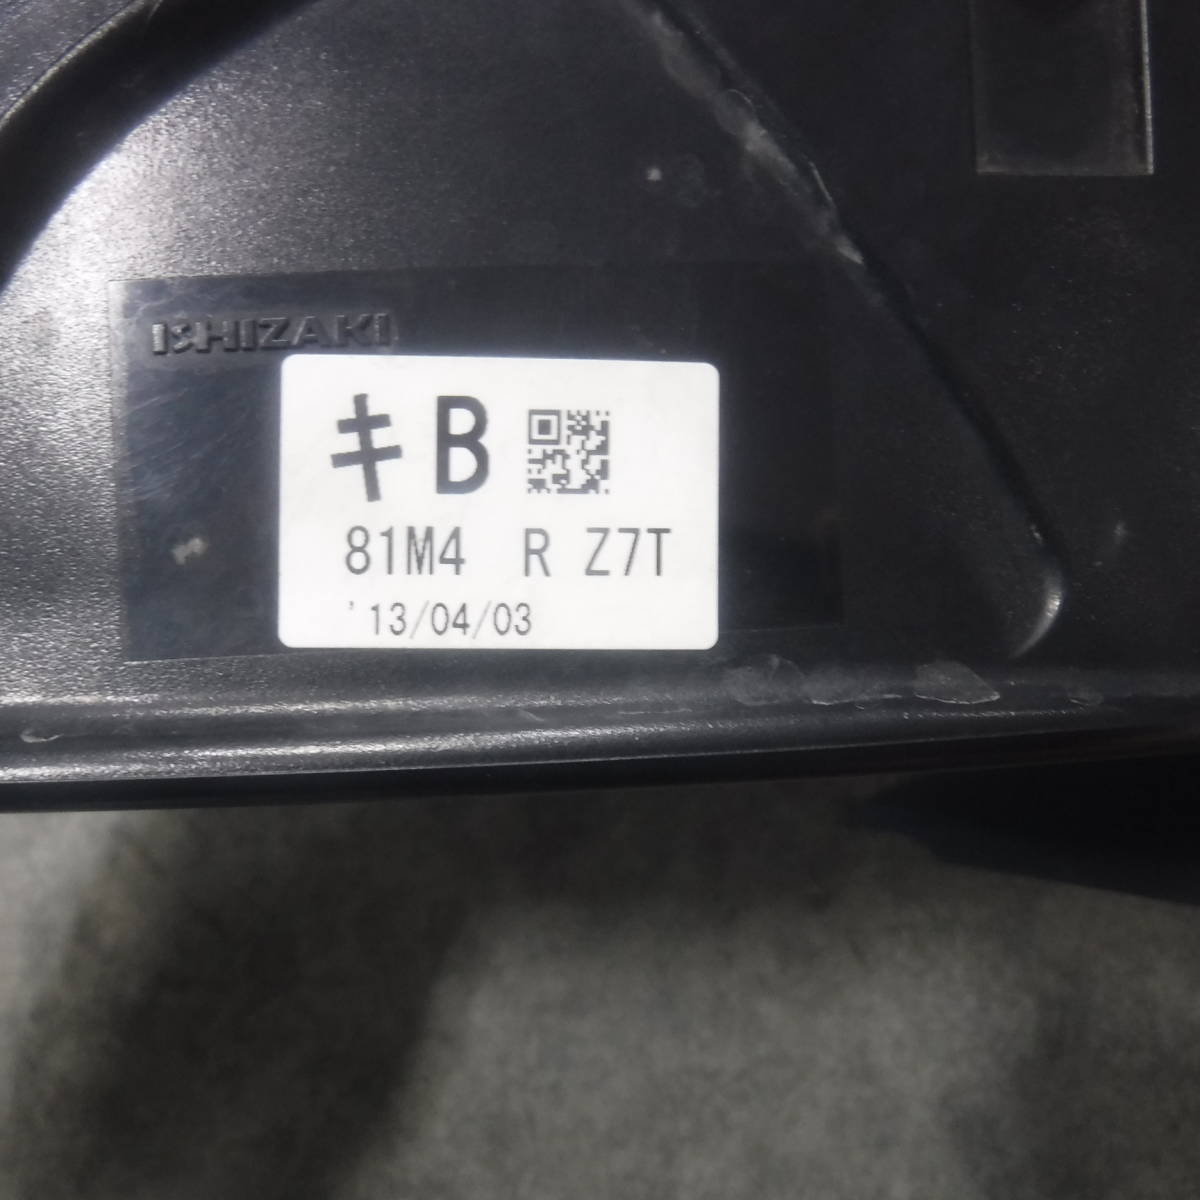 ISHIZAKI
キB
81M4 R Z7T
'13/04/03